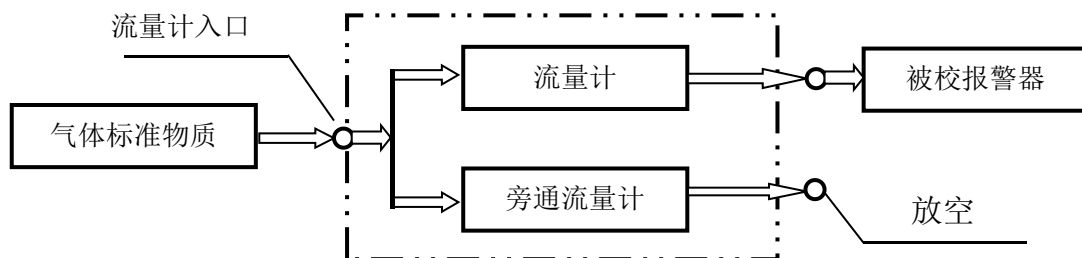 流量计入口
流量计
被校报警器
气体标准物质
旁通流量计
放空